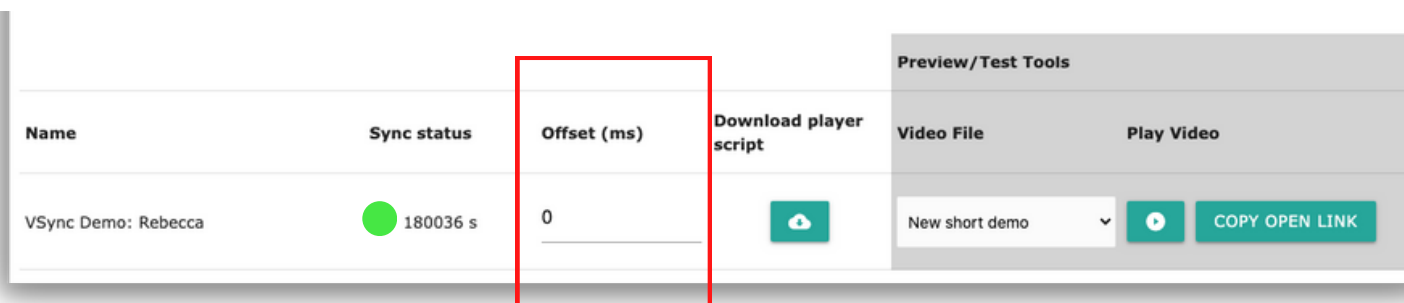 Preview/Test Tools
Name
Sync status
Offset (ms)
Download player
script
Video File
Play Video
VSync Demo: Rebecca
180036 s
0
New short demo
COPY OPEN LINK